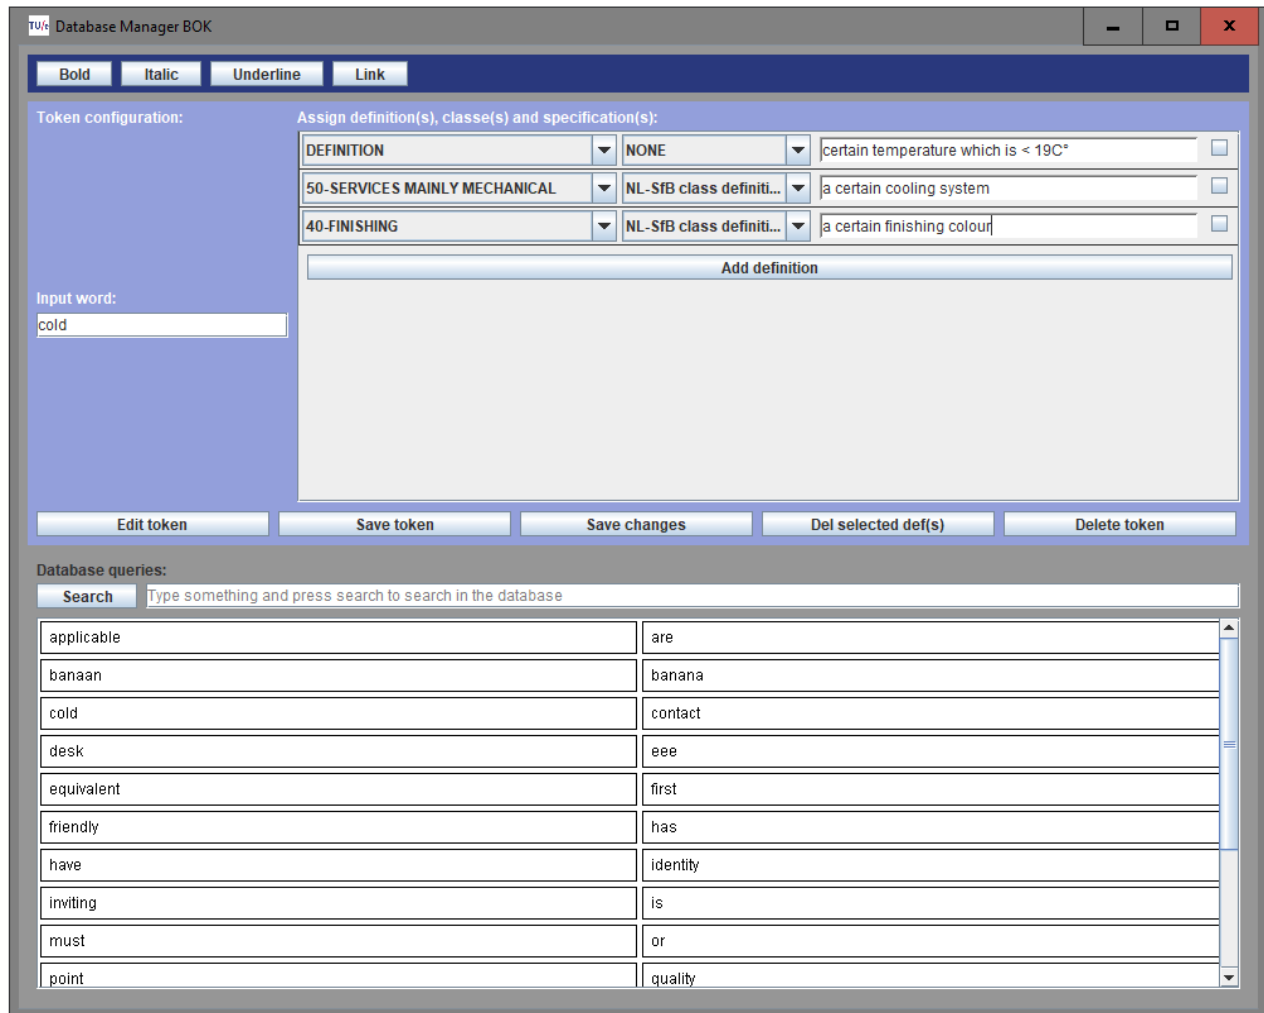 TU/e Database Manager BOK
Bold Italic Underline Link
Token configuration: Assign definition(s), classe(s) and specification(s):
DEFINITION NONE certain temperature which is < 19C°
50-SERVICES MAINLY MECHANICAL NL-SfB class definiti... a certain cooling system
40-FINISHING NL-SfB class definiti... a certain finishing colour
Add definition
Input word:
cold
Edit token Save token Save changes Del selected def(s) Delete token
Database queries:
Search Type something and press search to search in the database
applicable are
banaan banana
cold contact
desk eee
equivalent first
friendly has
have identity
inviting is
must or
point quality